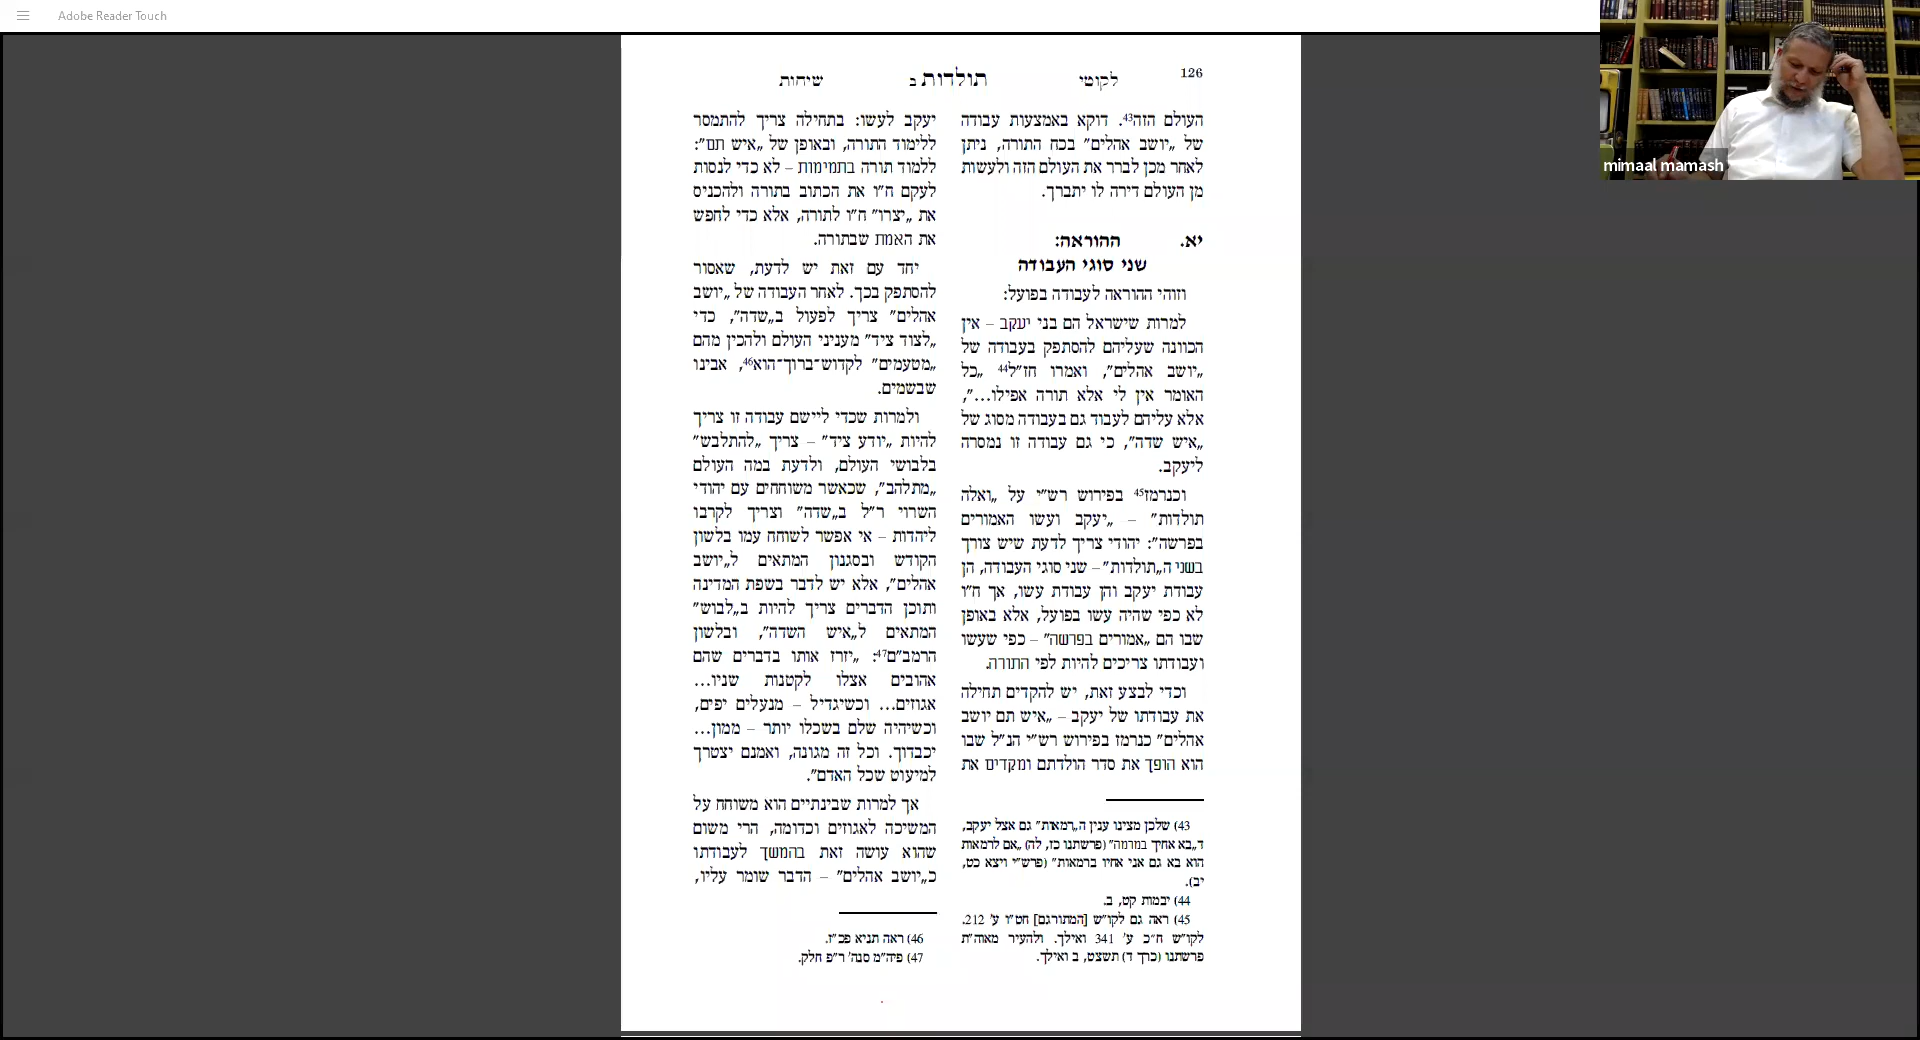 Adobe Reader Touch
mimaal mamash
126
לקוטי תולדות ב שיחות
העולם הזה43. דוקא באמצעות עבודה
של „יושב אהלים" בכח התורה, ניתן
לאחר מכן לברר את העולם הזה ולעשות
מן העולם דירה לו יתברך.
יא. ההוראה:
שני סוגי העבודה
וזוהי ההוראה לעבודה בפועל:
למרות שישראל הם בני יעקב – אין
הכוונה שעליהם להסתפק בעבודה של
„יושב אהלים", ואמרו חז"ל44 „כל
האומר אין לי אלא תורה אפילו...",
אלא עליהם לעבוד גם בעבודה מסוג של
„איש שדה", כי גם עבודה זו נמסרה
ליעקב.
וכנרמז45 בפירוש רש"י על „ואלה
תולדות" – „יעקב ועשו האמורים
בפרשה": יהודי צריך לדעת שיש צורך
בשני ה„תולדות" – שני סוגי העבודה, הן
עבודת יעקב והן עבודת עשו, אך ח"ו
לא כפי שהיה עשו בפועל, אלא באופן
שבו הם „אמורים בפרשה" – כפי שעשו
ועבודתו צריכים להיות לפי התורה.
וכדי לבצע זאת, יש להקדים תחילה
את עבודתו של יעקב – „איש תם יושב
אהלים" כנרמז בפירוש רש"י הנ"ל שבו
הוא הופך את סדר הולדתם ומקדים את
43) שלכן מצינו ענין ה„רמאות" גם אצל יעקב,
ד„בא אחיך במרמה" (פרשתנו כז, לה) „אם לרמאות
הוא בא גם אני אחיו ברמאות" (פרש"י ויצא כט,
יב).
44) יבמות קט, ב.
45) ראה גם לקו"ש [המתורגם] חט"ו ע' 212.
לקו"ש ח"כ ע' 341 ואילך. ולהעיר מאוה"ת
פרשתנו (כרך ד) תשצט, ב ואילך.
יעקב לעשו: בתחילה צריך להתמסר
ללימוד התורה, ובאופן של „איש תם":
ללמוד תורה בתמימות – לא כדי לנסות
לעקם ח"ו את הכתוב בתורה ולהכניס
את „יצרו" ח"ו לתורה, אלא כדי לחפש
את האמת שבתורה.
יחד עם זאת יש לדעת, שאסור
להסתפק בכך. לאחר העבודה של „יושב
אהלים" צריך לפעול ב„שדה", כדי
„לצוד ציד" מעניני העולם ולהכין מהם
„מטעמים" לקדוש־ברוך־הוא46, אבינו
שבשמים.
ולמרות שכדי ליישם עבודה זו צריך
להיות „יודע ציד" – צריך „להתלבש"
בלבושי העולם, ולדעת במה העולם
„מתלהב", שכאשר משוחחים עם יהודי
השרוי ר"ל ב„שדה" וצריך לקרבו
ליהדות – אי אפשר לשוחח עמו בלשון
הקודש ובסגנון המתאים ל„יושב
אהלים", אלא יש לדבר בשפת המדינה
ותוכן הדברים צריך להיות ב„לבוש"
המתאים ל„איש השדה", ובלשון
הרמב"ם47: „יזרז אותו בדברים שהם
אהובים אצלו לקטנות שניו...
אגוזים... וכשיגדיל – מנעלים יפים,
וכשיהיה שלם בשכלו יותר – ממון...
יכבדוך. וכל זה מגונה, ואמנם יצטרך
למיעוט שכל האדם".
אך למרות שבינתיים הוא משוחח על
המשיכה לאגוזים וכדומה, הרי משום
שהוא עושה זאת בהמשך לעבודתו
כ„יושב אהלים" – הדבר שומר עליו,
46) ראה תניא פכ"ז.
47) פיה"מ סנה' ר"פ חלק.